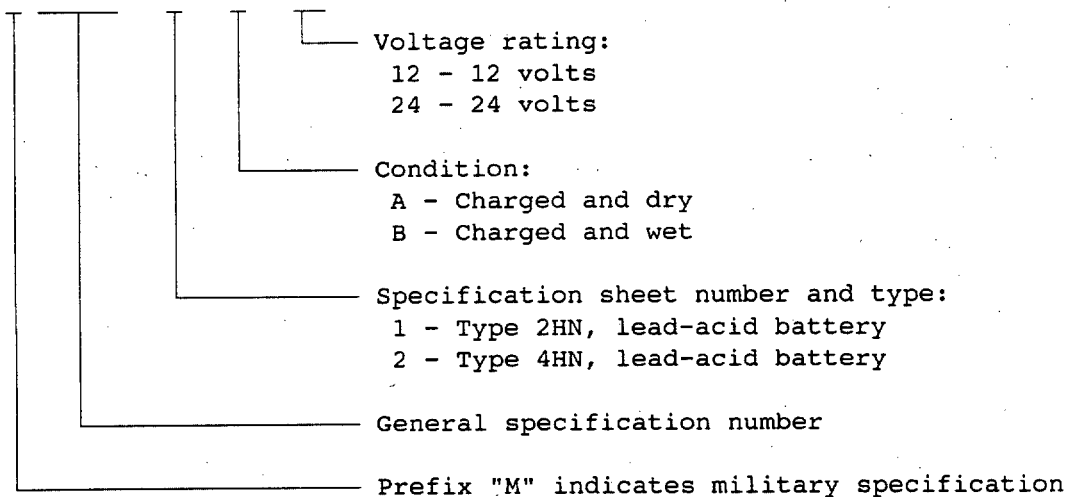 Voltage rating:
12 - 12 volts
24 - 24 volts
Condition:
A - Charged and dry
B - Charged and wet
Specification sheet number and type:
1 - Type 2HN, lead-acid battery
2 - Type 4HN, lead-acid battery
General specification number
Prefix "M" indicates military specification